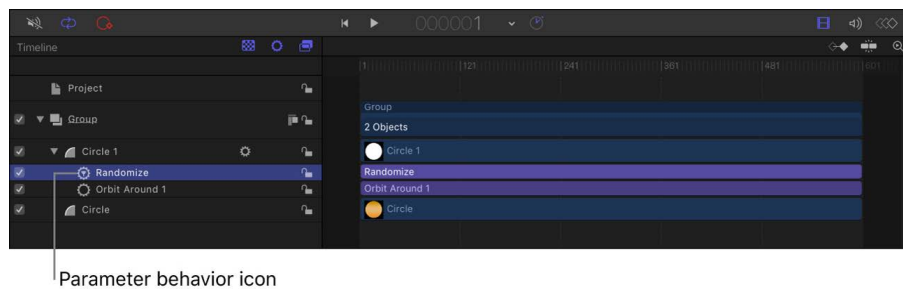 000001
Timeline
1 121 241 361 481 601
Project
Group
Group
2 Objects
Circle 1
Circle 1
Randomize
Randomize
Orbit Around 1
Orbit Around 1
Circle
Circle
Parameter behavior icon